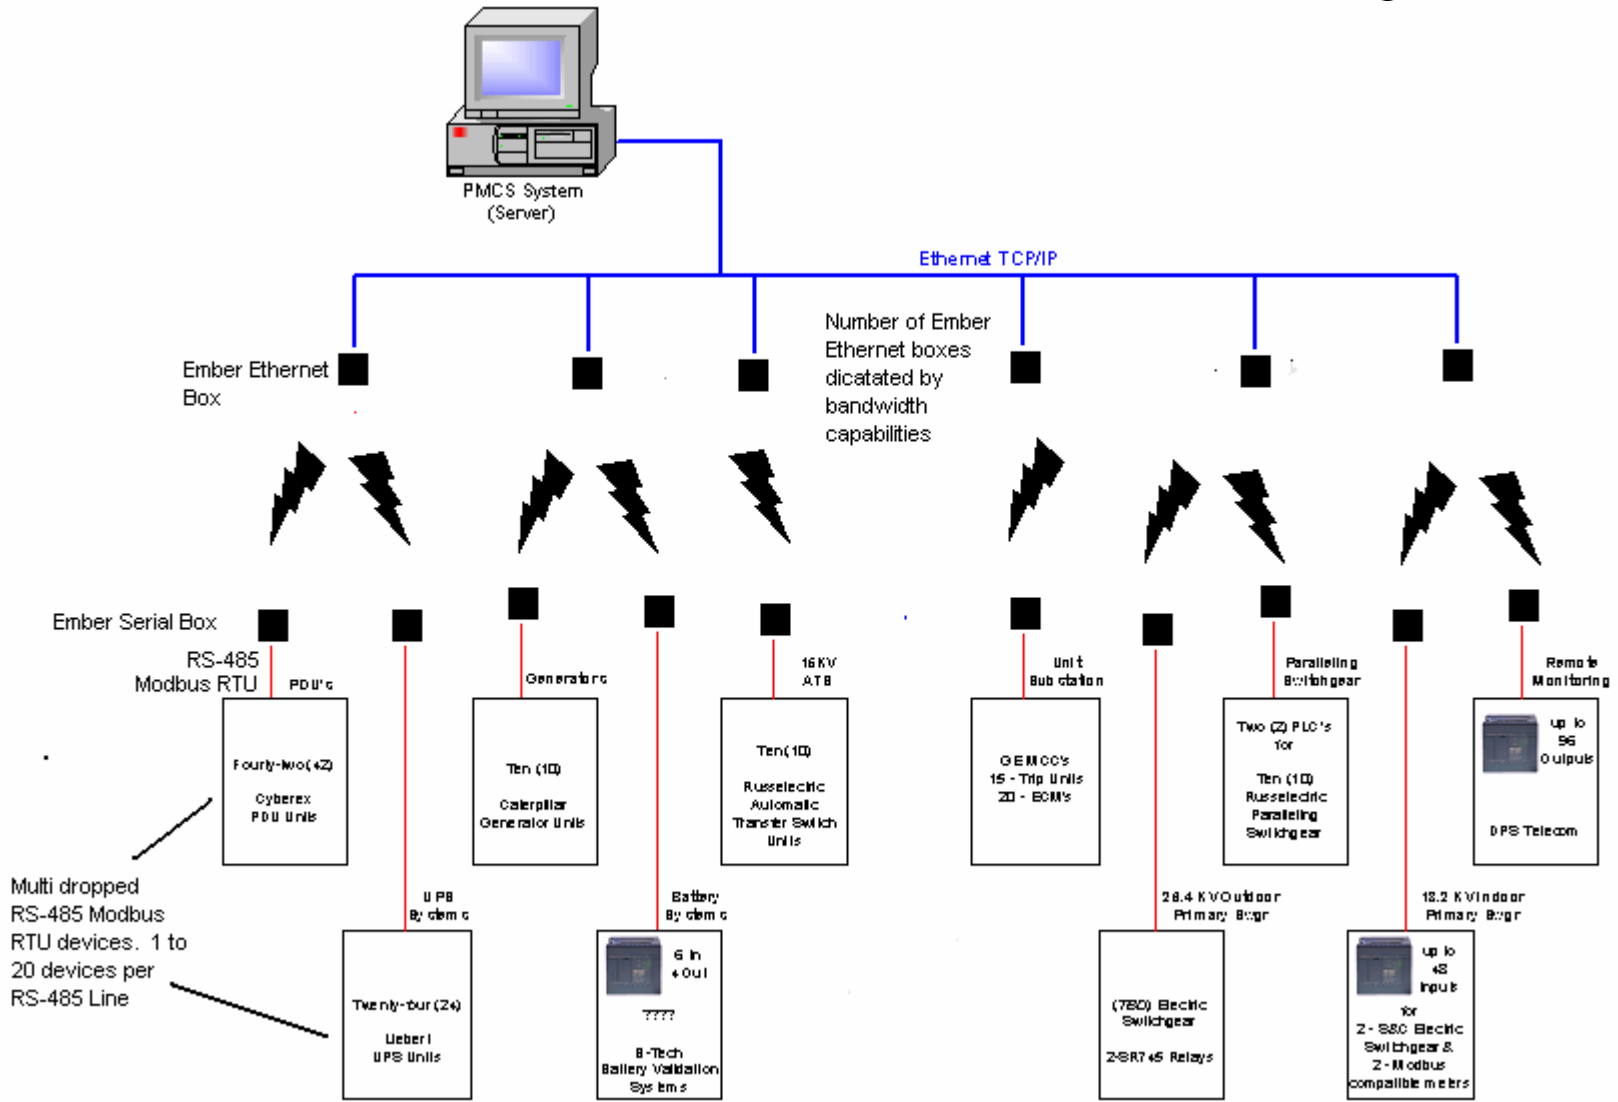 PMCS System
(Server)
Ethernet TCP/IP
Number of Ember
Ethernet boxes
dicatated by
bandwidth
capabilities
Ember Ethernet
Box
Ember Serial Box
RS-485
Modbus RTU
PDU's
Generators
16KV
ATS
Unit
Substation
Paralleling
Switchgear
Remote
Monitoring
Fourty-two(42)
Cyberex
PDU Units
Ten (10)
Caterpillar
Generator Units
Ten(10)
Russelectric
Automatic
Transfer Switch
Units
GEMCC's
15 - Trip Units
20 - ECM's
Two (2) PLC's
for
Ten (10)
Russelectric
Paralleling
Switchgear
up to
96
Outputs
DPS Telecom
Multi dropped
RS-485 Modbus
RTU devices. 1 to
20 devices per
RS-485 Line
UPS
Systems
Battery
Systems
26.4 KV Outdoor
Primary Swgr
13.2 KV Indoor
Primary Swgr
Twenty-four (24)
Liebert
UPS Units
6 In
4 Out
????
B-Tech
Battery Validation
Systems
Electric
Switchgear
2-SR745 Relays
up to
48
Inputs
for
2 - S&C Electric
Switchgear &
2 - Modbus
compatible meters